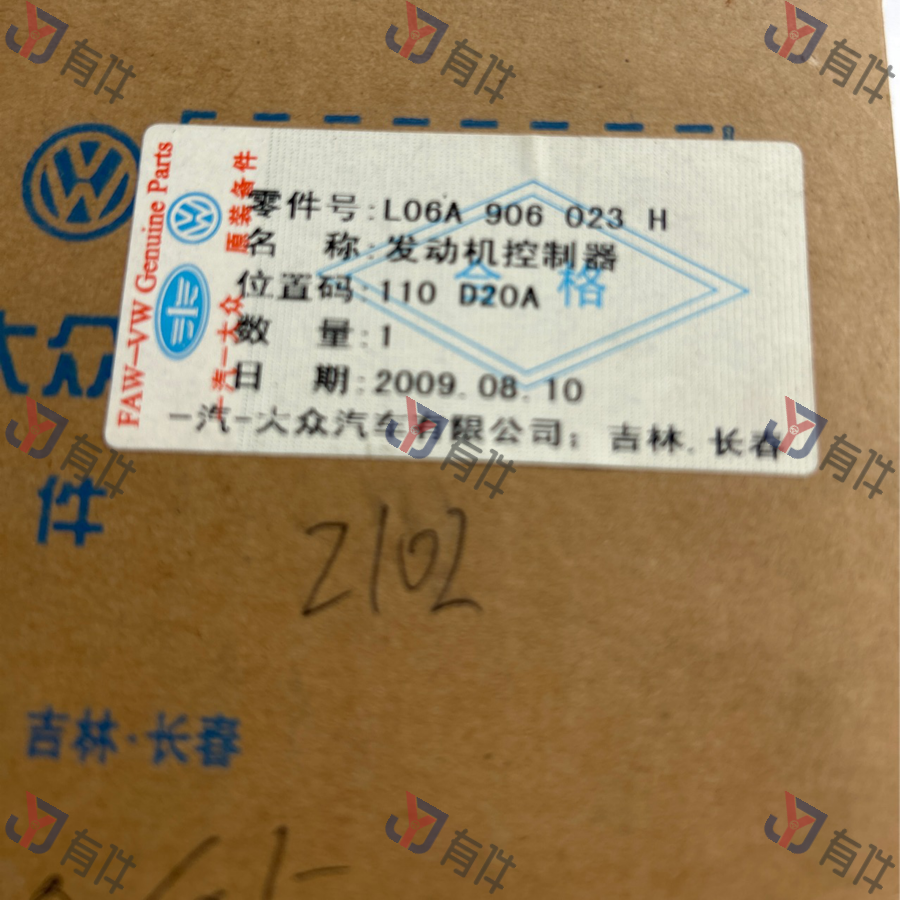 FAW-VW Genuine Parts
原装备件
一汽一大众
零件号:L06A 906 023 H
名 称:发动机控制器
位置码:110 D20A
数 量:1
日 期:2009.08.10
一汽一大众汽车有限公司; 吉林.长春
合格
大众
件
2102
吉林·长春
有件
有件
有件
有件
有件
有件
有件
有件
有件